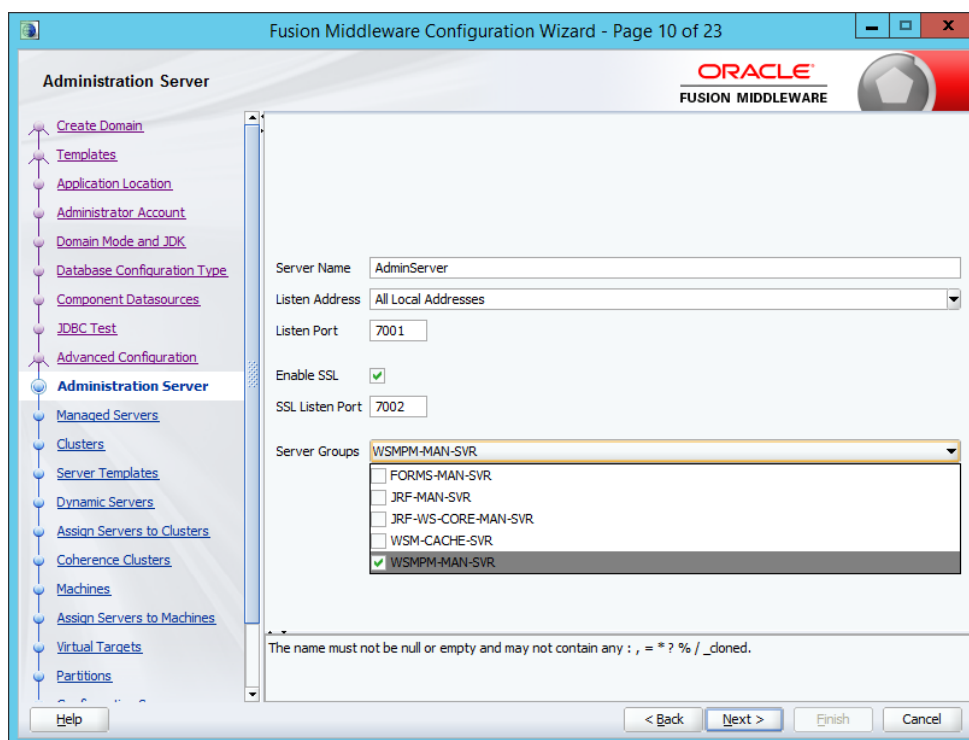 Fusion Middleware Configuration Wizard - Page 10 of 23
Administration Server
ORACLE
FUSION MIDDLEWARE
Create Domain
Templates
Application Location
Administrator Account
Domain Mode and JDK
Database Configuration Type
Component Datasources
JDBC Test
Advanced Configuration
Administration Server
Managed Servers
Clusters
Server Templates
Dynamic Servers
Assign Servers to Clusters
Coherence Clusters
Machines
Assign Servers to Machines
Virtual Targets
Partitions
Server Name AdminServer
Listen Address All Local Addresses
Listen Port 7001
Enable SSL
SSL Listen Port 7002
Server Groups WSMPM-MAN-SVR
FORMS-MAN-SVR
JRF-MAN-SVR
JRF-WS-CORE-MAN-SVR
WSM-CACHE-SVR
WSMPM-MAN-SVR
The name must not be null or empty and may not contain any : , = * ? % / _cloned.
Help
< Back
Next >
Finish
Cancel